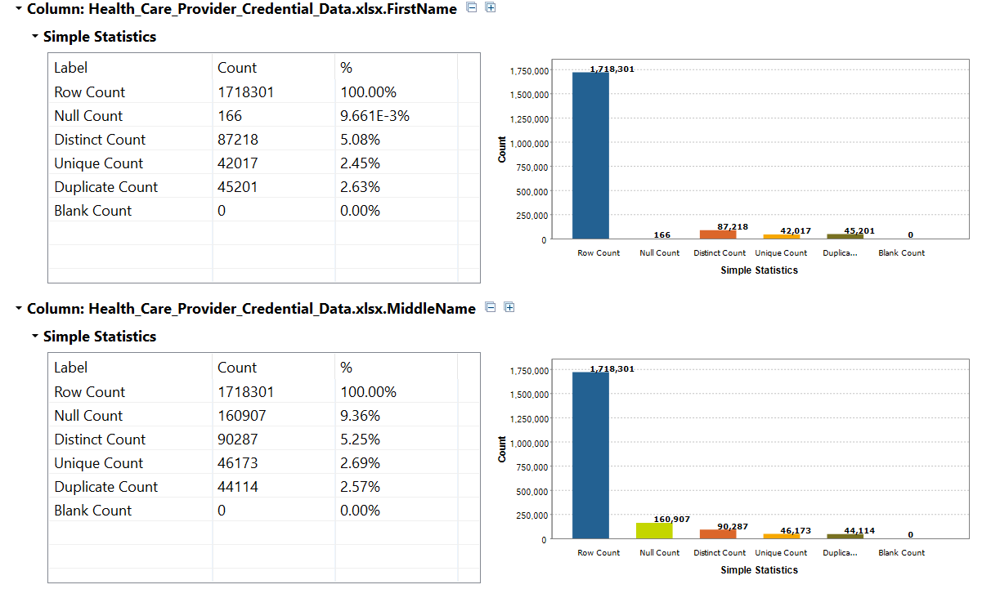 Column: Health_Care_Provider_Credential_Data.xlsx.FirstName
Simple Statistics
Label Count %
Row Count 1718301 100.00%
Null Count 166 9.661E-3%
Distinct Count 87218 5.08%
Unique Count 42017 2.45%
Duplicate Count 45201 2.63%
Blank Count 0 0.00%
Count
1,750,000
1,500,000
1,250,000
1,000,000
750,000
500,000
250,000
0
1,718,301
166
87,218
42,017
45,201
0
Row Count Null Count Distinct Count Unique Count Duplica... Blank Count
Simple Statistics
Column: Health_Care_Provider_Credential_Data.xlsx.MiddleName
Simple Statistics
Label Count %
Row Count 1718301 100.00%
Null Count 160907 9.36%
Distinct Count 90287 5.25%
Unique Count 46173 2.69%
Duplicate Count 44114 2.57%
Blank Count 0 0.00%
Count
1,750,000
1,500,000
1,250,000
1,000,000
750,000
500,000
250,000
0
1,718,301
160,907
90,287
46,173
44,114
0
Row Count Null Count Distinct Count Unique Count Duplica... Blank Count
Simple Statistics